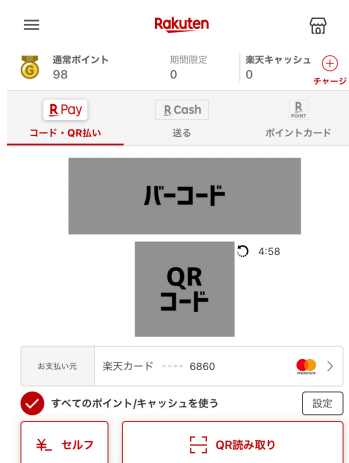 Rakuten
通常ポイント
98
期間限定
0
楽天キャッシュ
0
チャージ
G
R Pay
コード・QR払い
R Cash
送る
R
POINT
ポイントカード
バーコード
QR
コード
4:58
お支払い元
楽天カード ···· 6860
mastercard
すべてのポイント/キャッシュを使う
設定
¥_ セルフ
QR読み取り